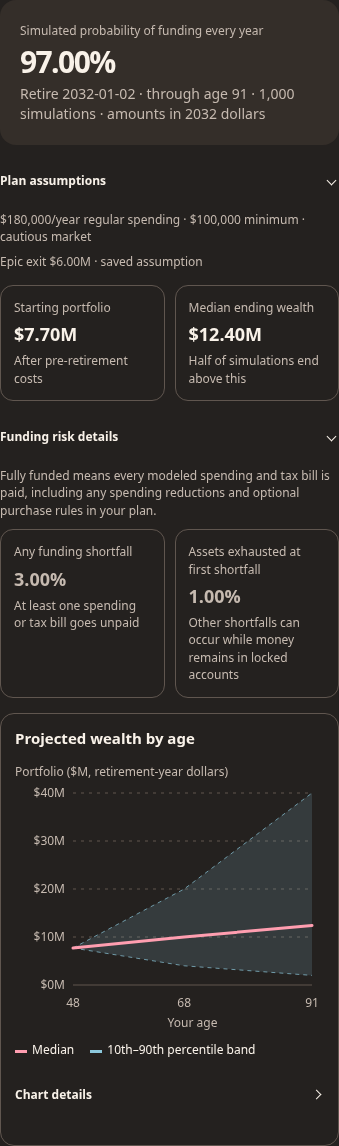 Simulated probability of funding every year
97.00%
Retire 2032-01-02 · through age 91 · 1,000
simulations · amounts in 2032 dollars
Plan assumptions
$180,000/year regular spending · $100,000 minimum ·
cautious market
Epic exit $6.00M · saved assumption
Starting portfolio
$7.70M
After pre-retirement
costs
Median ending wealth
$12.40M
Half of simulations end
above this
Funding risk details
Fully funded means every modeled spending and tax bill is
paid, including any spending reductions and optional
purchase rules in your plan.
Any funding shortfall
3.00%
At least one spending
or tax bill goes unpaid
Assets exhausted at
first shortfall
1.00%
Other shortfalls can
occur while money
remains in locked
accounts
Projected wealth by age
Portfolio ($M, retirement-year dollars)
$40M
$30M
$20M
$10M
$0M
48 68 91
Your age
Median 10th–90th percentile band
Chart details